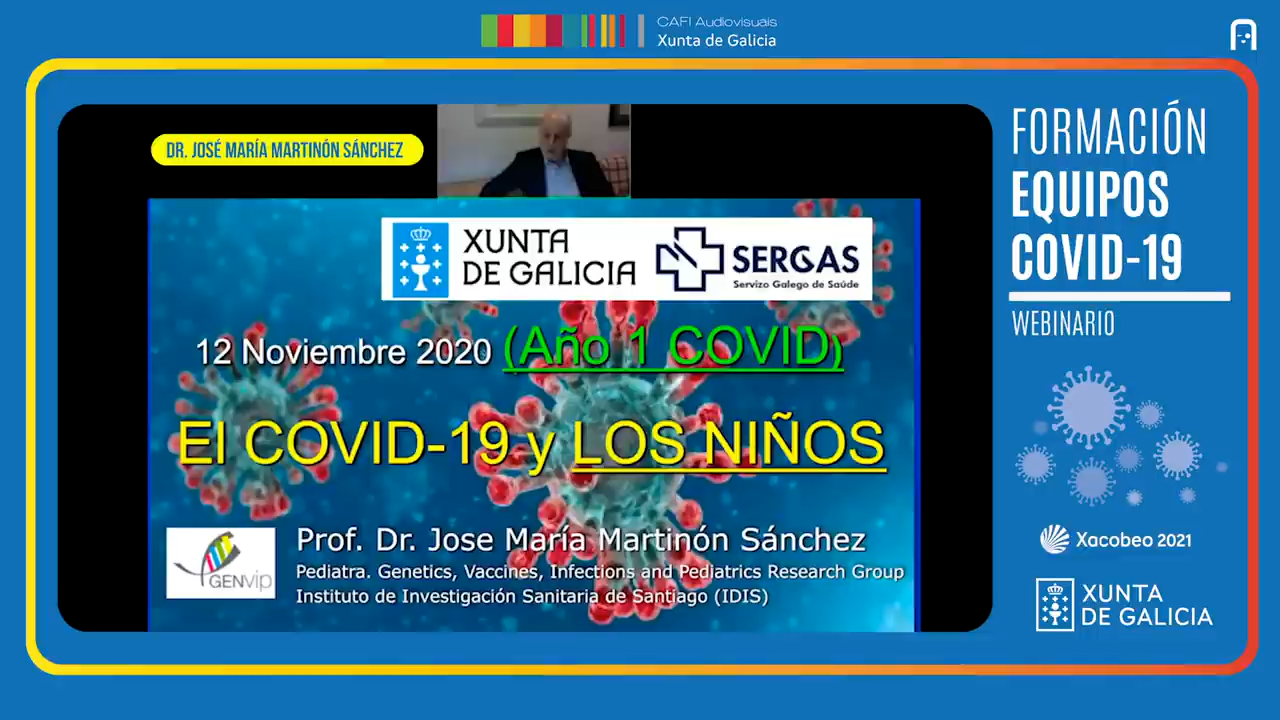 CAFI Audiovisuais
Xunta de Galicia
DR. JOSÉ MARÍA MARTINÓN SÁNCHEZ
XUNTA
DE GALICIA
SERGAS
Servizo Galego de Saúde
12 Noviembre 2020 (Año 1 COVID)
El COVID-19 y LOS NIÑOS
GENvip
Prof. Dr. Jose María Martinón Sánchez
Pediatra. Genetics, Vaccines, Infections and Pediatrics Research Group
Instituto de Investigación Sanitaria de Santiago (IDIS)
FORMACIÓN
EQUIPOS
COVID-19
WEBINARIO
Xacobeo 2021
XUNTA
DE GALICIA